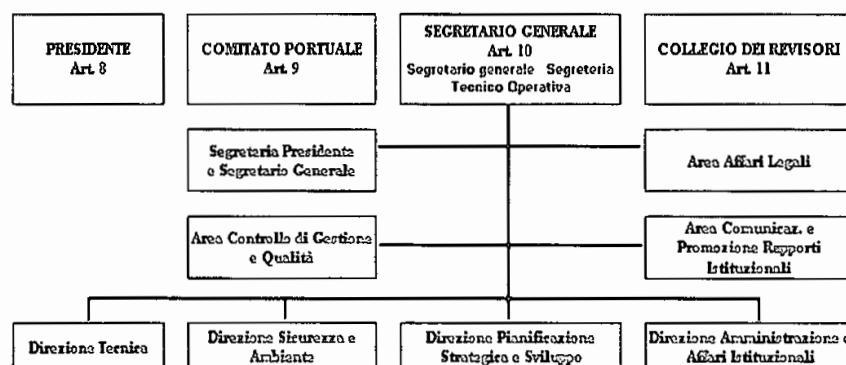 PRESIDENTE
Art. 8
COMITATO PORTUALE
Art. 9
SEGRETARIO GENERALE
Art. 10
Segretario generale Segreteria
Tecnico Operativa
COLLEGIO DEI REVISORI
Art. 11
Segreteria Presidente
e Segretario Generale
Area Affari Legali
Area Controllo di Gestione
e Qualità
Area Comunicaz. e
Promozione Rapporti
Istituzionali
Direzione Tecnica
Direzione Sicurezza e
Ambiente
Direzione Pianificazione
Strategica e Sviluppo
Direzione Amministrazione e
Affari Istituzionali